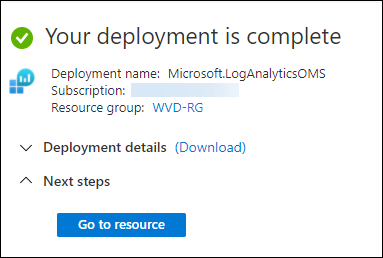 Your deployment is complete
Deployment name: Microsoft.LogAnalyticsOMS
Subscription:
Resource group: WVD-RG
Deployment details (Download)
Next steps
Go to resource